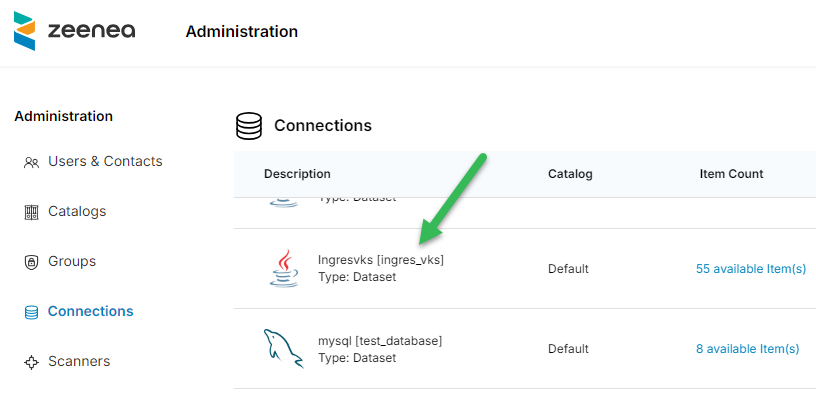 zeenea
Administration
Administration
Users & Contacts
Catalogs
Groups
Connections
Scanners
Connections
Description Catalog Item Count
Type: Dataset
Ingresvks [ingres_vks]
Type: Dataset
Default
55 available Item(s)
mysql [test_database]
Type: Dataset
Default
8 available Item(s)